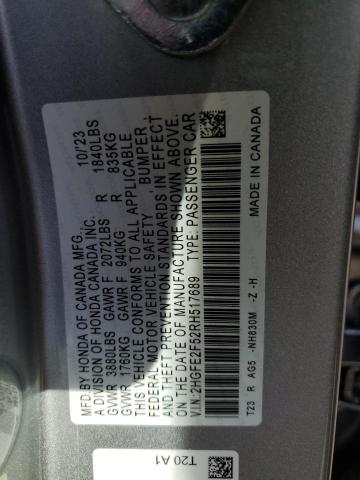 MFD.BY HONDA OF CANADA MFG., 10/'23
A DIVISION OF HONDA CANADA INC.
GVWR 3880LBS GAWR F 2072LBS R 1840LBS
GVWR 1760KG GAWR F 940KG R 835KG
THIS VEHICLE CONFORMS TO ALL APPLICABLE
FEDERAL MOTOR VEHICLE SAFETY, BUMPER,
AND THEFT PREVENTION STANDARDS IN EFFECT
ON THE DATE OF MANUFACTURE SHOWN ABOVE.
V.I.N.:2HGFE2F52RH517689 TYPE:PASSENGER CAR
T23 R AG5 -NH830M -Z -H MADE IN CANADA
T20 A1